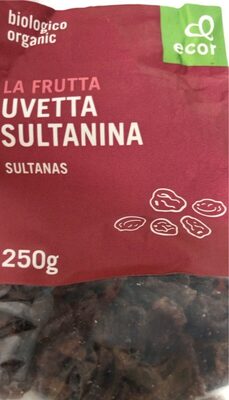 biologico
organic
ecor
LA FRUTTA
UVETTA
SULTANINA
SULTANAS
250g